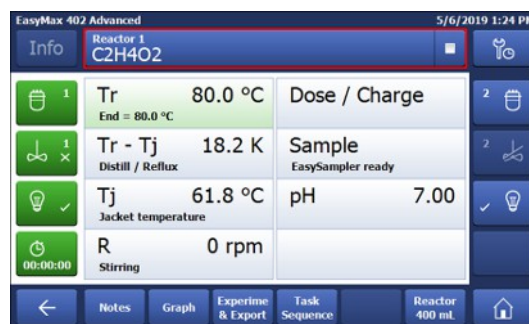 EasyMax 402 Advanced 5/6/2019 1:24 PM
Info
Reactor 1
C2H4O2
1
Tr 80.0 °C
End = 80.0 °C
Dose / Charge
2
1
Tr - Tj 18.2 K
Distill / Reflux
Sample
EasySampler ready
2
Tj 61.8 °C
Jacket temperature
pH 7.00
00:00:00
R 0 rpm
Stirring
Notes
Graph
Experime
& Export
Task
Sequence
Reactor
400 mL